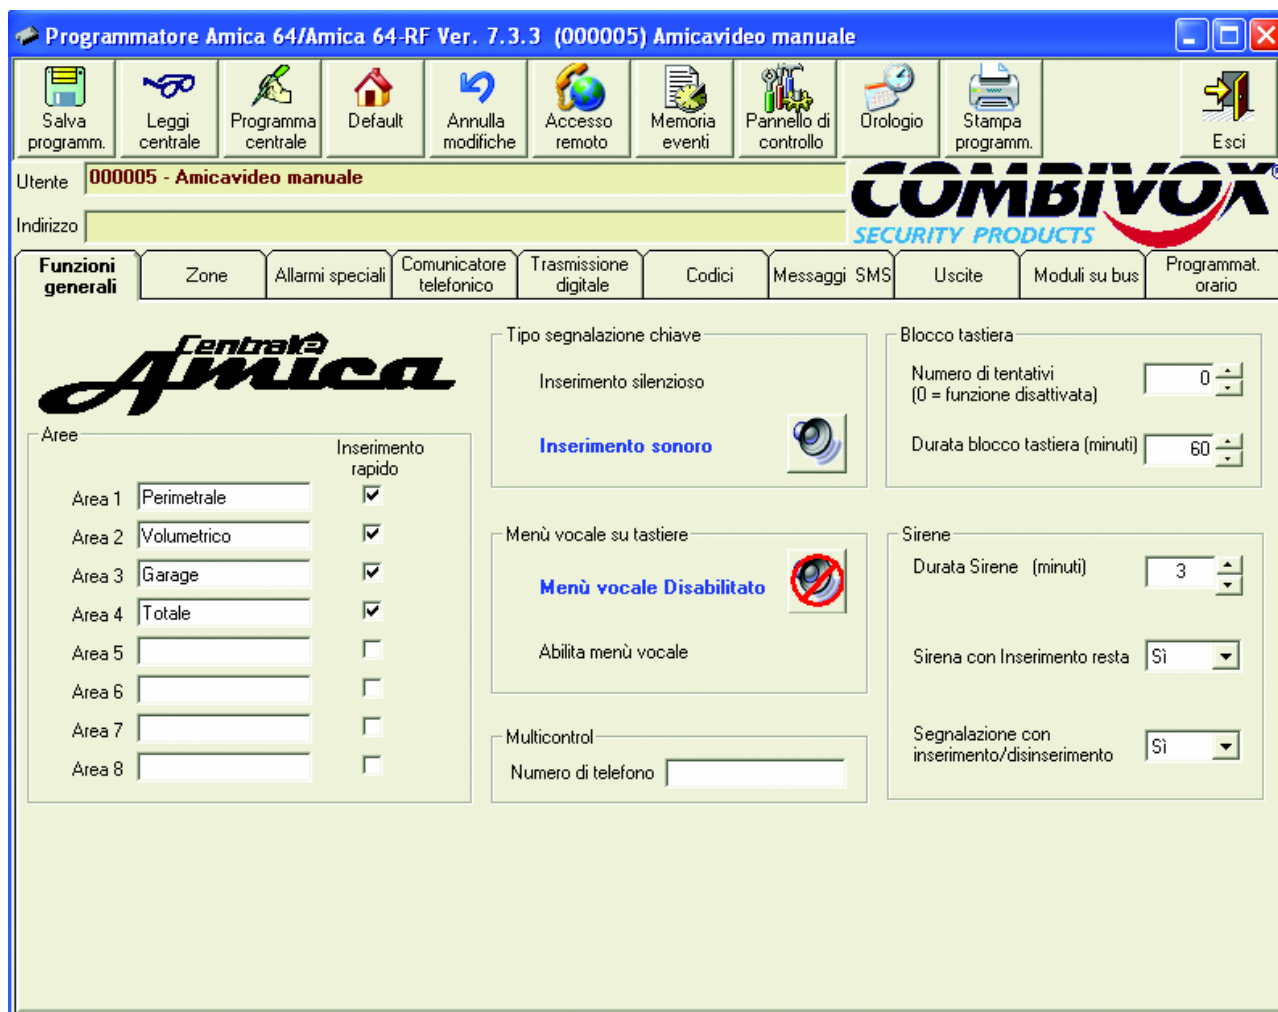 Programmatore Amica 64/Amica 64-RF Ver. 7.3.3 (000005) Amicavideo manuale
Salva programm.
Leggi centrale
Programma centrale
Default
Annulla modifiche
Accesso remoto
Memoria eventi
Pannello di controllo
Orologio
Stampa programm.
Esci
Utente 000005 - Amicavideo manuale
Indirizzo
COMBIVOX®
SECURITY PRODUCTS
Funzioni generali
Zone
Allarmi speciali
Comunicatore telefonico
Trasmissione digitale
Codici
Messaggi SMS
Uscite
Moduli su bus
Programmat. orario
Centrale
Amica
Aree
Inserimento rapido
Area 1 Perimetrale
Area 2 Volumetrico
Area 3 Garage
Area 4 Totale
Area 5
Area 6
Area 7
Area 8
Tipo segnalazione chiave
Inserimento silenzioso
Inserimento sonoro
Menù vocale su tastiere
Menù vocale Disabilitato
Abilita menù vocale
Multicontrol
Numero di telefono
Blocco tastiera
Numero di tentativi
(0 = funzione disattivata) 0
Durata blocco tastiera (minuti) 60
Sirene
Durata Sirene (minuti) 3
Sirena con Inserimento resta Sì
Segnalazione con
inserimento/disinserimento Sì